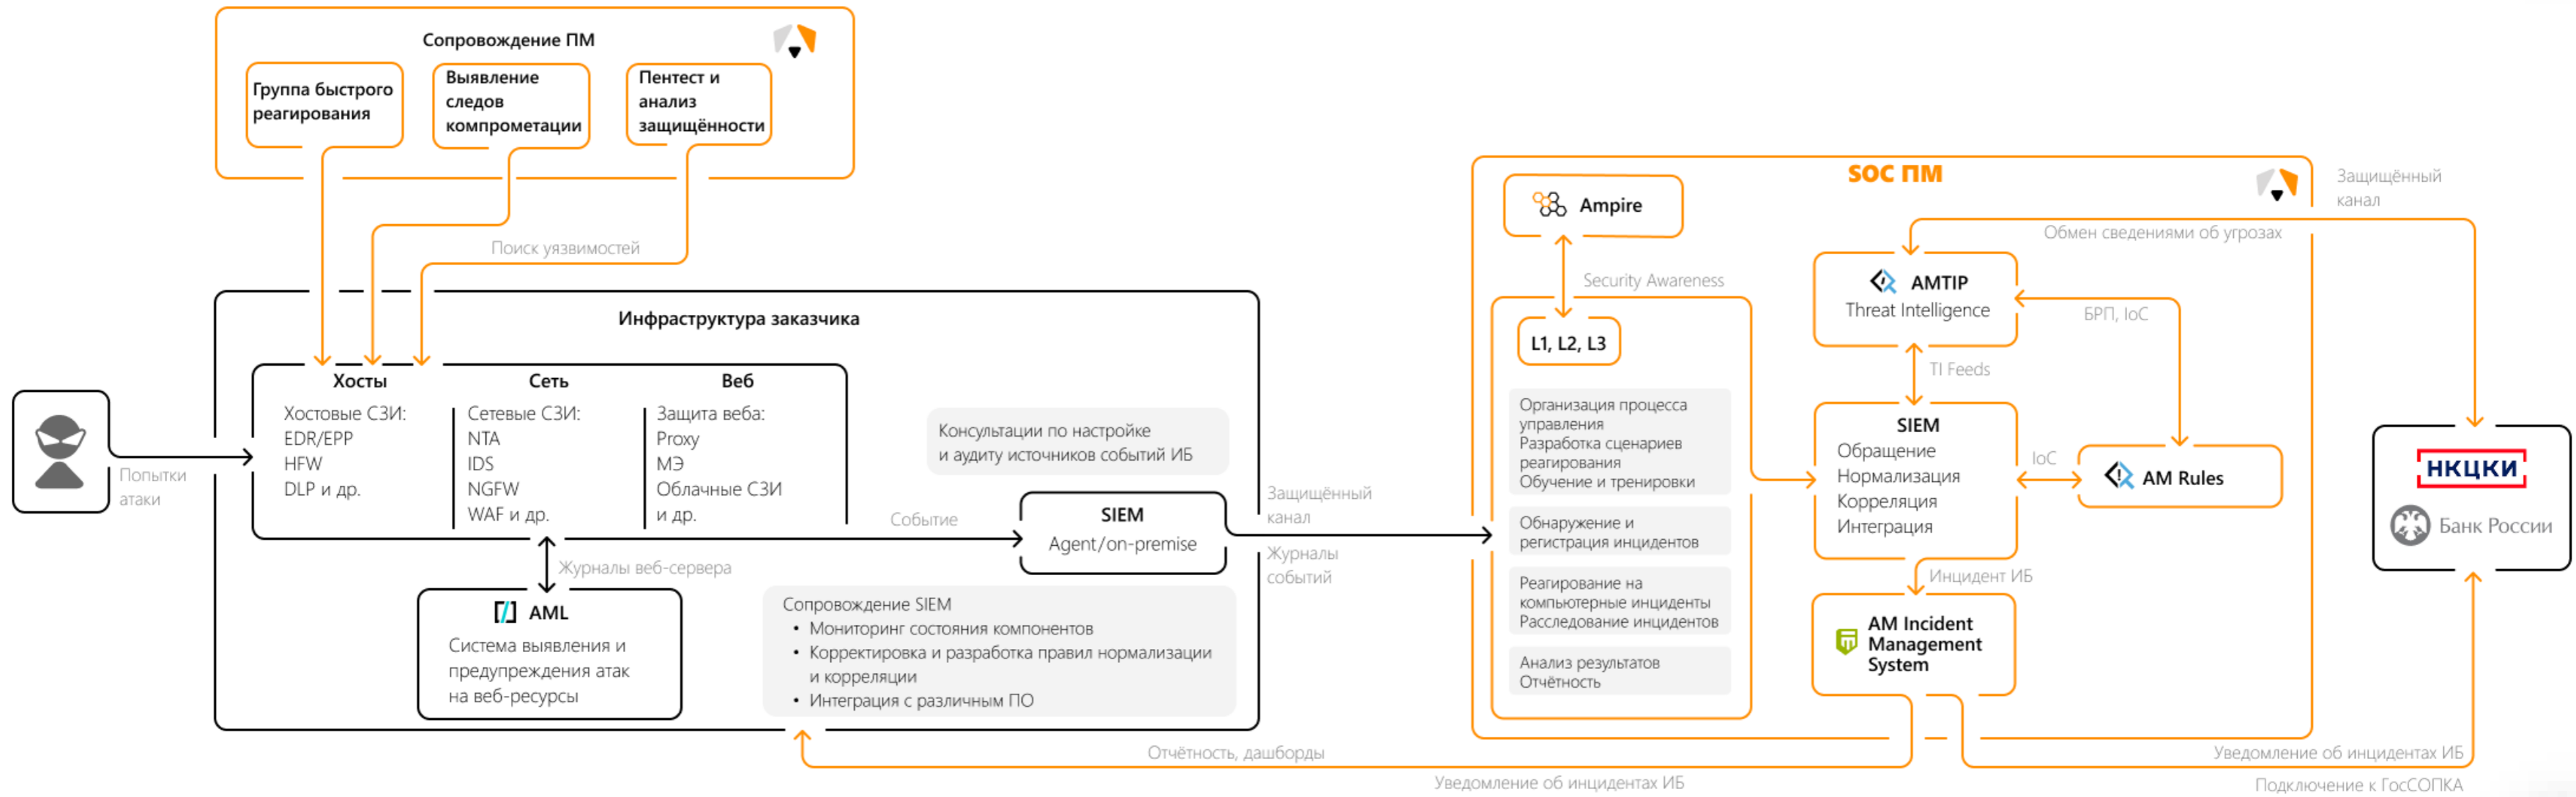 Сопровождение ПМ
Группа быстрого
реагирования
Выявление
следов
компрометации
Пентест и
анализ
защищённости
Поиск уязвимостей
Инфраструктура заказчика
Хосты
Хостовые СЗИ:
EDR/EPP
HFW
DLP и др.
Сеть
Сетевые СЗИ:
NTA
IDS
NGFW
WAF и др.
Веб
Защита веба:
Proxy
МЭ
Облачные СЗИ
и др.
Попытки
атаки
Журналы веб-сервера
AML
Система выявления и
предупреждения атак
на веб-ресурсы
Консультации по настройке
и аудиту источников событий ИБ
Событие
SIEM
Agent/on-premise
Сопровождение SIEM
• Мониторинг состояния компонентов
• Корректировка и разработка правил нормализации
и корреляции
• Интеграция с различным ПО
Защищённый
канал
Журналы
событий
SOC ПМ
Ampire
Security Awareness
L1, L2, L3
Организация процесса
управления
Разработка сценариев
реагирования
Обучение и тренировки
Обнаружение и
регистрация инцидентов
Реагирование на
компьютерные инциденты
Расследование инцидентов
Анализ результатов
Отчётность
AMTIP
Threat Intelligence
TI Feeds
SIEM
Обращение
Нормализация
Корреляция
Интеграция
БРП, IoC
IoC
AM Rules
Инцидент ИБ
AM Incident
Management
System
Защищённый
канал
Обмен сведениями об угрозах
НКЦКИ
Банк России
Отчётность, дашборды
Уведомление об инцидентах ИБ
Уведомление об инцидентах ИБ
Подключение к ГосСОПКА